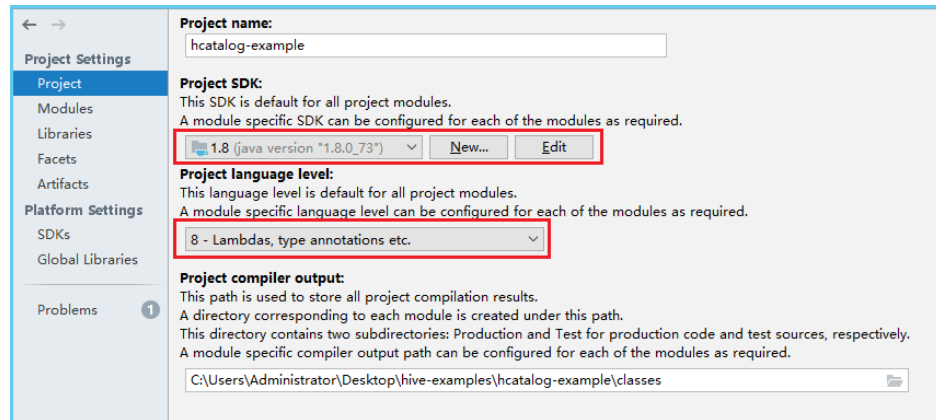 Project Settings
Project
Modules
Libraries
Facets
Artifacts
Platform Settings
SDKs
Global Libraries
Problems 1
Project name:
hcatalog-example
Project SDK:
This SDK is default for all project modules.
A module specific SDK can be configured for each of the modules as required.
1.8 (java version "1.8.0_73") New... Edit
Project language level:
This language level is default for all project modules.
A module specific language level can be configured for each of the modules as required.
8 - Lambdas, type annotations etc.
Project compiler output:
This path is used to store all project compilation results.
A directory corresponding to each module is created under this path.
This directory contains two subdirectories: Production and Test for production code and test sources, respectively.
A module specific compiler output path can be configured for each of the modules as required.
C:\Users\Administrator\Desktop\hive-examples\hcatalog-example\classes